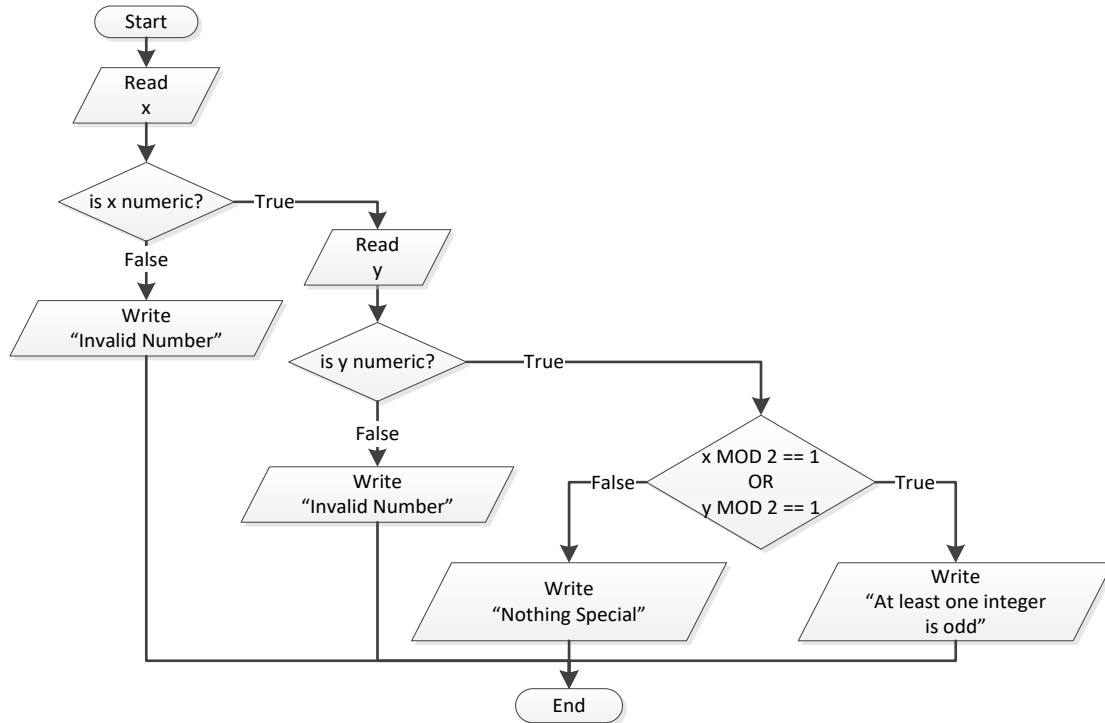 Start
Read
x
is x numeric?
True
False
Read
y
Write
“Invalid Number”
is y numeric?
True
False
Write
“Invalid Number”
x MOD 2 == 1
OR
y MOD 2 == 1
False
True
Write
“Nothing Special”
Write
“At least one integer
is odd”
End